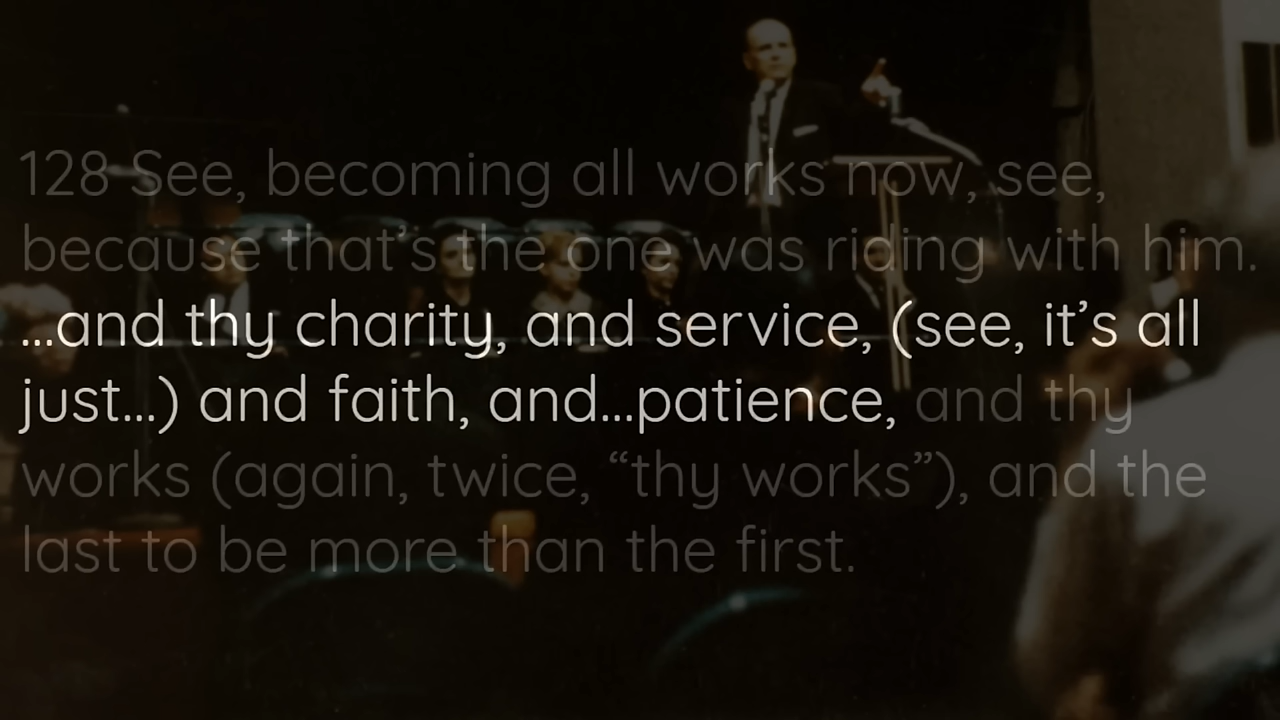 128 See, becoming all works now, see,
because that’s the one was riding with him.
...and thy charity, and service, (see, it’s all
just...) and faith, and...patience, and thy
works (again, twice, “thy works”), and the
last to be more than the first.